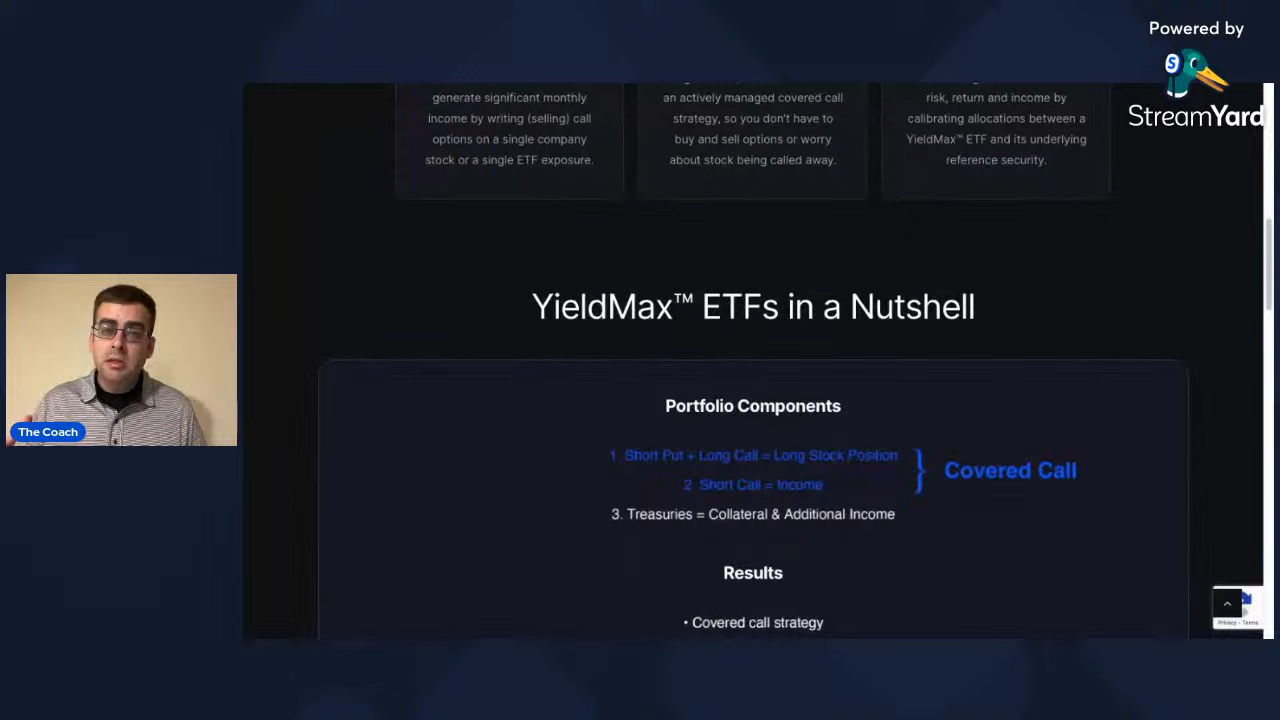 Powered by
StreamYard
generate significant monthly
income by writing (selling) call
options on a single company
stock or a single ETF exposure.
an actively managed covered call
strategy, so you don't have to
buy and sell options or worry
about stock being called away.
risk, return and income by
calibrating allocations between a
YieldMax™ ETF and its underlying
reference security.
YieldMax™ ETFs in a Nutshell
Portfolio Components
1. Short Put + Long Call = Long Stock Position
2. Short Call = Income
} Covered Call
3. Treasuries = Collateral & Additional Income
Results
• Covered call strategy
The Coach
Privacy - Terms